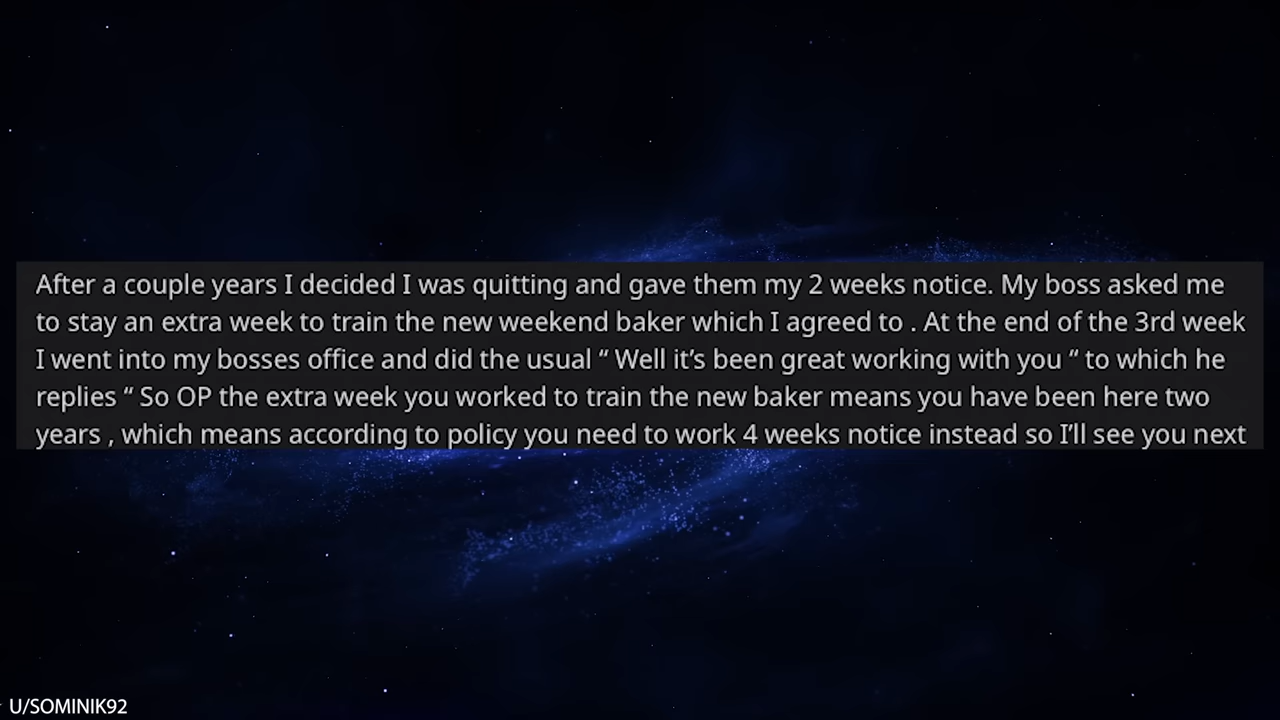 After a couple years I decided I was quitting and gave them my 2 weeks notice. My boss asked me
to stay an extra week to train the new weekend baker which I agreed to . At the end of the 3rd week
I went into my bosses office and did the usual “ Well it’s been great working with you “ to which he
replies “ So OP the extra week you worked to train the new baker means you have been here two
years , which means according to policy you need to work 4 weeks notice instead so I’ll see you next
U/SOMINIK92